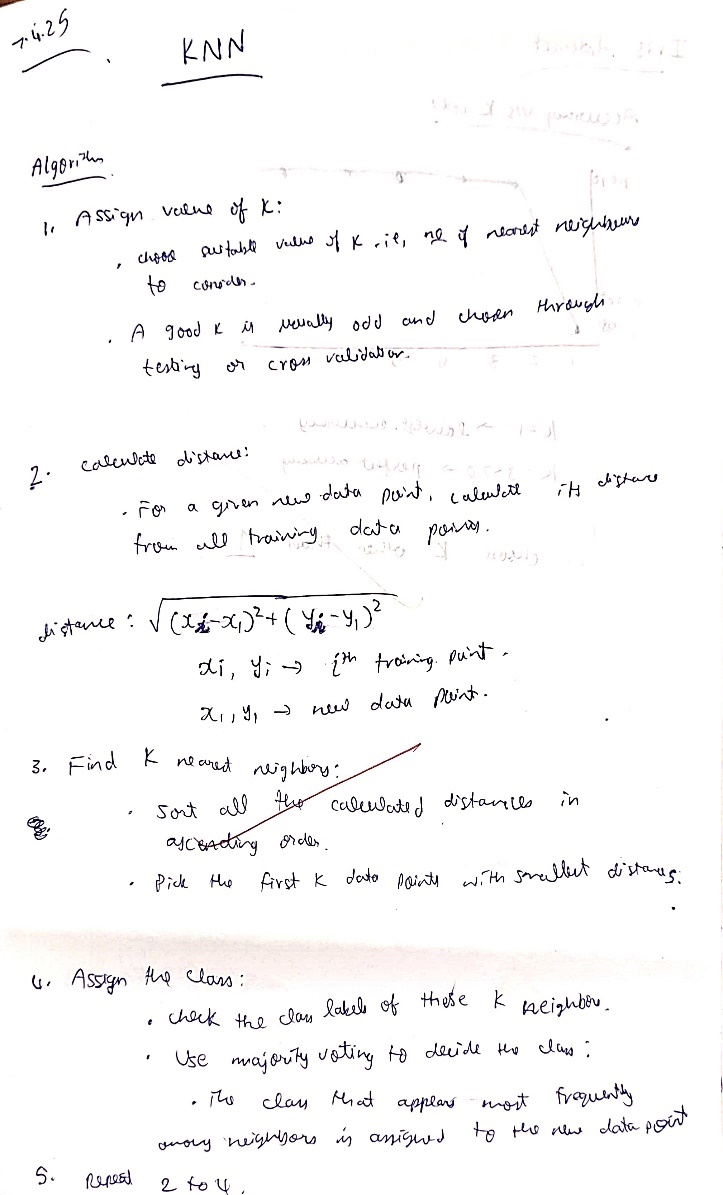 7.4.25
KNN
Algorithm
1. Assign value of K:
• choose suitable value of K, ie, no of nearest neighbours
to consider.
• A good K is usually odd and chosen through
testing or cross validation.
2. Calculate distance:
• For a given new data point, calculate its distance
from all training data points.
distance : √(xi-x1)²+(yi-y1)²
xi, yi → ith training point.
x1, y1 → new data point.
3. Find K nearest neighbors:
• Sort all the calculated distances in
ascending order.
• Pick the first K data points with smallest distances.
4. Assign the class:
• check the class labels of these K neighbors.
• Use majority voting to decide the class:
• The class that appears most frequently
among neighbors is assigned to the new data point
5. Repeat 2 to 4.